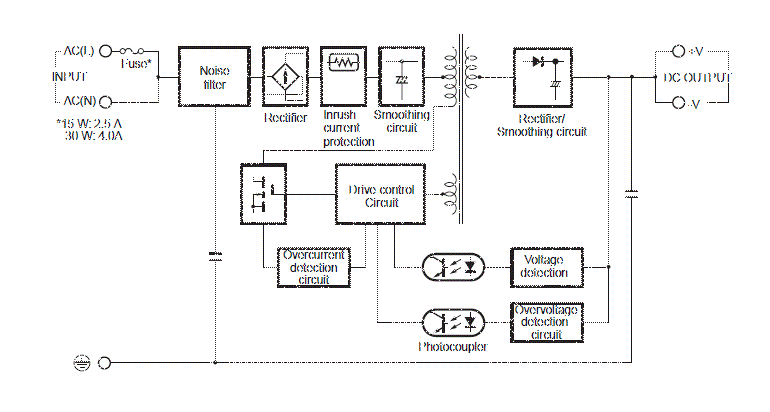 AC(L)
Fuse*
INPUT
AC(N)
*15 W: 2.5 A
30 W: 4.0A
Noise
filter
Rectifier
Inrush
current
protection
Smoothing
circuit
Rectifier/
Smoothing circuit
+V
DC OUTPUT
-V
Drive control
Circuit
Overcurrent
detection
circuit
Voltage
detection
Overvoltage
detection
circuit
Photocoupler